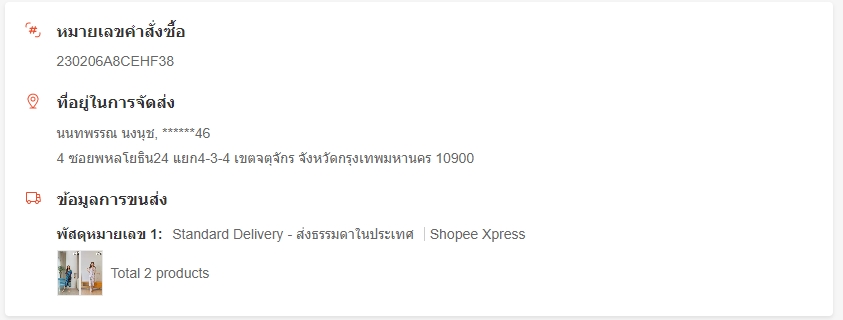 หมายเลขคำสั่งซื้อ
230206A8CEHF38
ที่อยู่ในการจัดส่ง
นนทพรรณ นงนุช, ******46
4 ซอยพหลโยธิน24 แยก4-3-4 เขตจตุจักร จังหวัดกรุงเทพมหานคร 10900
ข้อมูลการขนส่ง
พัสดุหมายเลข 1: Standard Delivery - ส่งธรรมดาในประเทศ | Shopee Xpress
Total 2 products